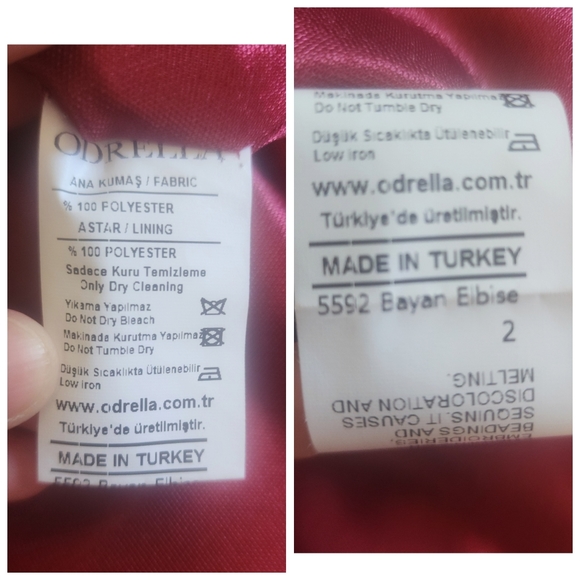 ODRELLA
ANA KUMAŞ / FABRIC
% 100 POLYESTER
ASTAR / LINING
% 100 POLYESTER
Sadece Kuru Temizleme
Only Dry Cleaning
Yıkama Yapılmaz
Do Not Dry Bleach
Makinada Kurutma Yapılmaz
Do Not Tumble Dry
Düşük Sıcaklıkta Ütülenebilir
Low iron
www.odrella.com.tr
Türkiye'de üretilmiştir.
MADE IN TURKEY
5592 Bayan Elbise
Makinada Kurutma Yapılmaz
Do Not Tumble Dry
Düşük Sıcaklıkta Ütülenebilir
Low iron
www.odrella.com.tr
Türkiye'de üretilmiştir.
MADE IN TURKEY
5592 Bayan Elbise
2
EMBROIDERIES,
BEADINGS AND
SEQUINS. IT CAUSES
DISCOLORATION AND
MELTING.